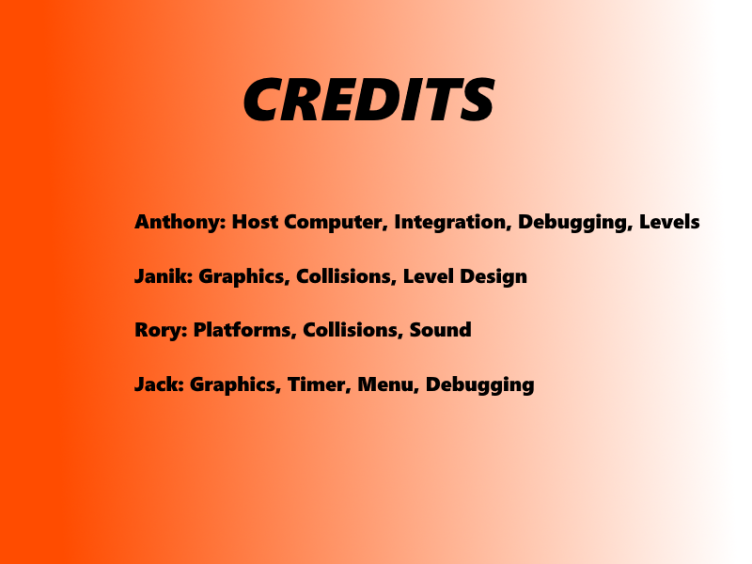 CREDITS
Anthony: Host Computer, Integration, Debugging, Levels
Janik: Graphics, Collisions, Level Design
Rory: Platforms, Collisions, Sound
Jack: Graphics, Timer, Menu, Debugging